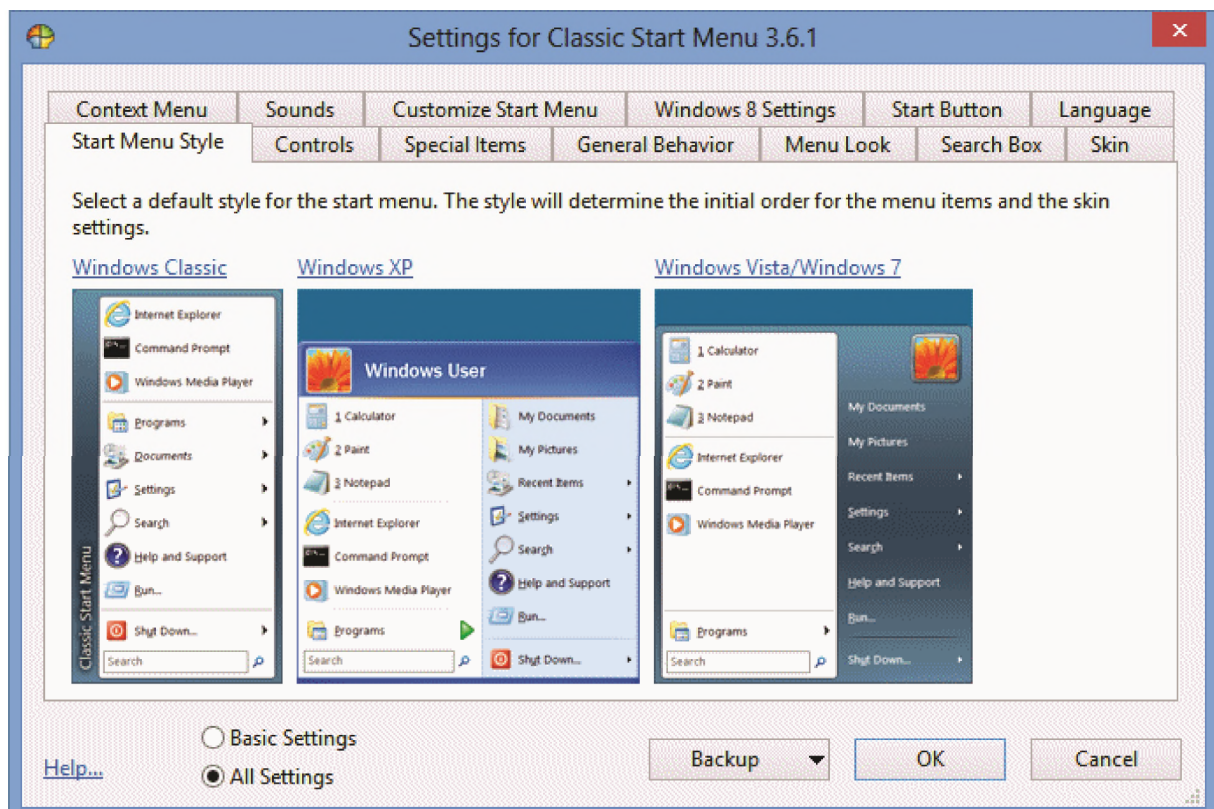 Settings for Classic Start Menu 3.6.1
Context Menu
Sounds
Customize Start Menu
Windows 8 Settings
Start Button
Language
Start Menu Style
Controls
Special Items
General Behavior
Menu Look
Search Box
Skin
Select a default style for the start menu. The style will determine the initial order for the menu items and the skin
settings.
Windows Classic
Internet Explorer
Command Prompt
Windows Media Player
Programs
Documents
Settings
Search
Help and Support
Run...
Shut Down...
Search
Classic Start Menu
Windows XP
Windows User
1 Calculator
2 Paint
3 Notepad
Internet Explorer
Command Prompt
Windows Media Player
Programs
Search
My Documents
My Pictures
Recent Items
Settings
Search
Help and Support
Run...
Shut Down...
Windows Vista/Windows 7
1 Calculator
2 Paint
3 Notepad
Internet Explorer
Command Prompt
Windows Media Player
Programs
Search
My Documents
My Pictures
Recent Items
Settings
Search
Help and Support
Run...
Shut Down...
Help...
Basic Settings
All Settings
Backup
OK
Cancel